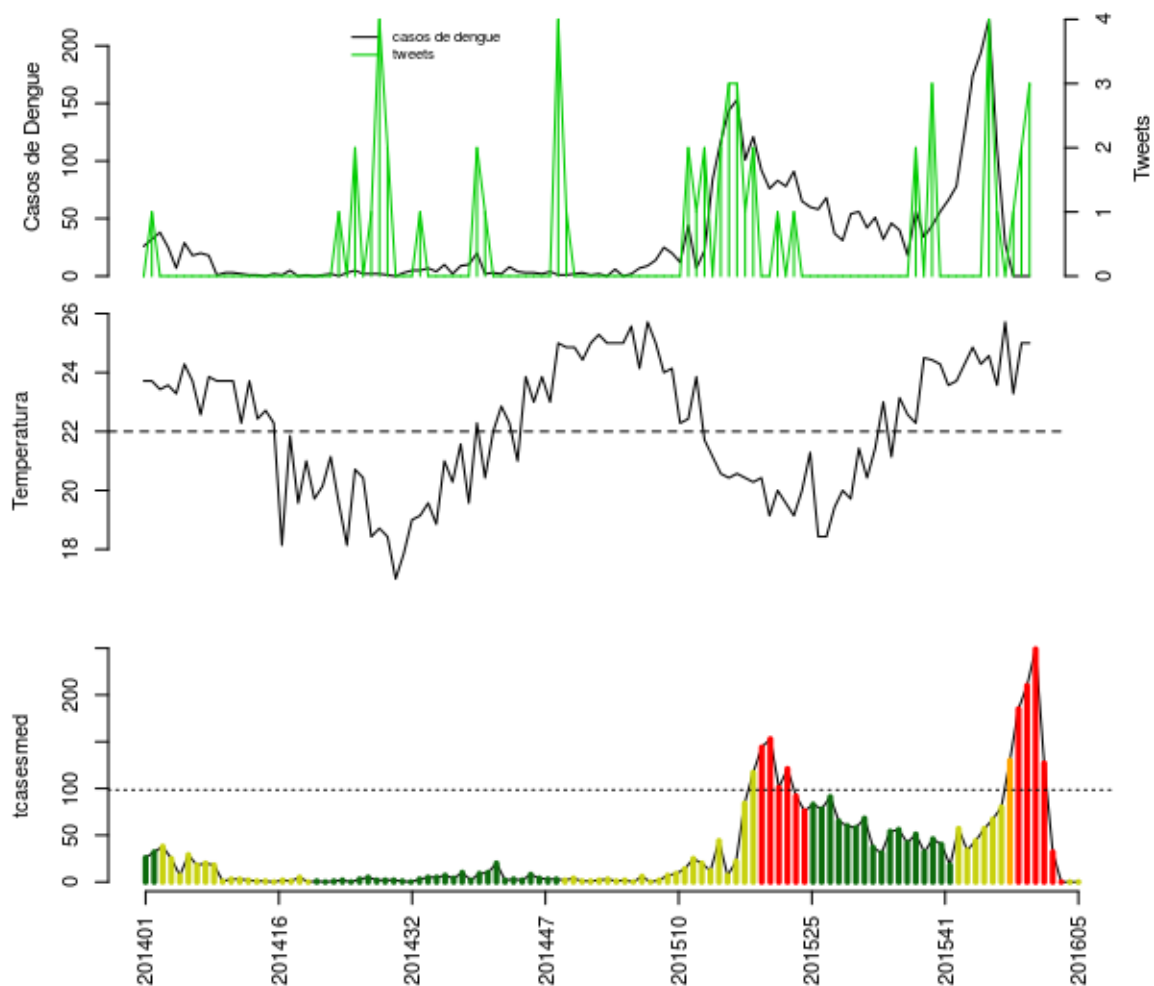 casos de dengue
tweets
Casos de Dengue
0 50 100 150 200
Tweets
0 1 2 3 4
Temperatura
18 20 22 24 26
tcasesmed
0 50 100 200
201401 201416 201432 201447 201510 201525 201541 201605